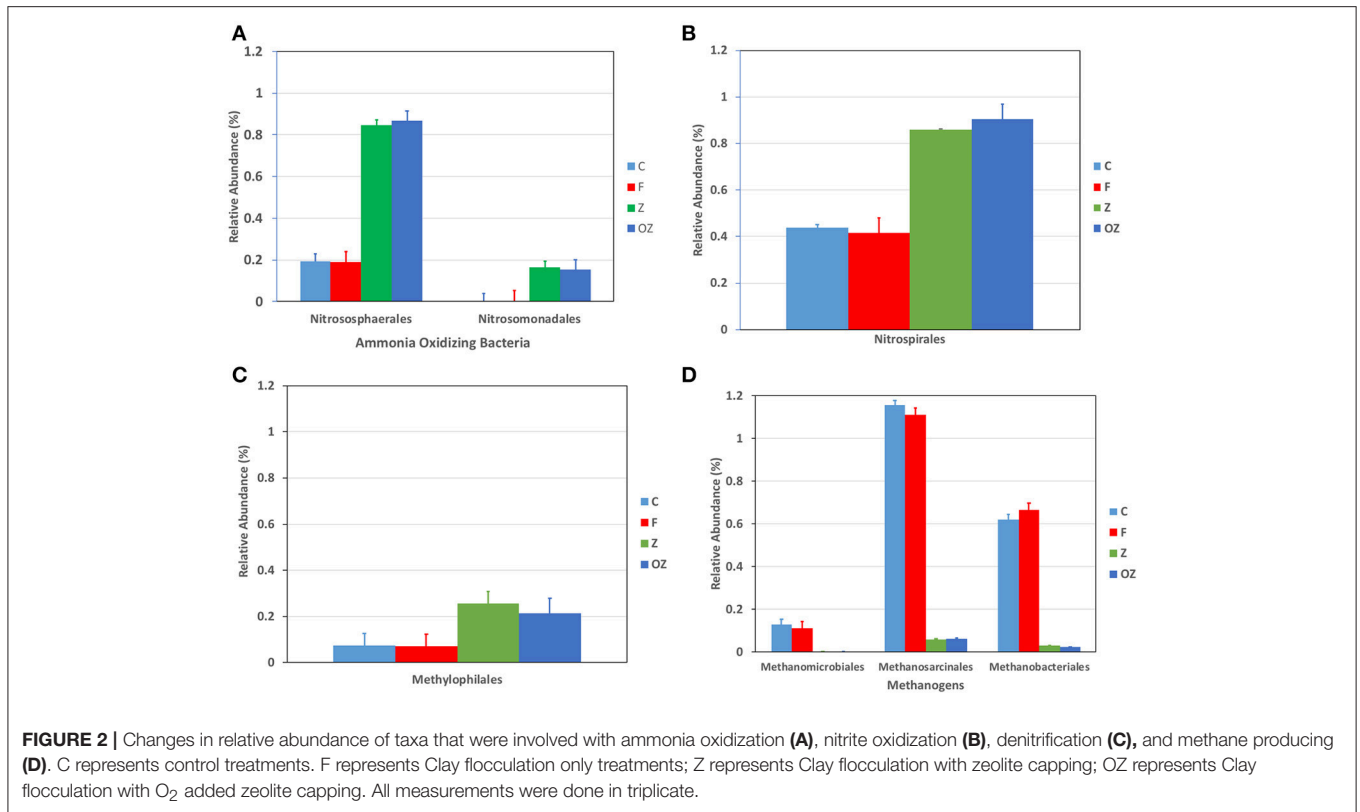 A
1.2
1
0.8
0.6
0.4
0.2
0
Relative Abundance (%)
Nitrososphaerales
Nitrosomonadales
Ammonia Oxidizing Bacteria
C
F
Z
OZ
B
1.2
1
0.8
0.6
0.4
0.2
0
Relative Abundance (%)
Nitrospirales
C
F
Z
OZ
C
1.2
1
0.8
0.6
0.4
0.2
0
Relative Abundance (%)
Methylophilales
C
F
Z
OZ
D
1.2
1
0.8
0.6
0.4
0.2
0
Relative Abundance (%)
Methanomicrobiales
Methanosarcinales
Methanobacteriales
Methanogens
C
F
Z
OZ
FIGURE 2 | Changes in relative abundance of taxa that were involved with ammonia oxidization (A), nitrite oxidization (B), denitrification (C), and methane producing
(D). C represents control treatments. F represents Clay flocculation only treatments; Z represents Clay flocculation with zeolite capping; OZ represents Clay
flocculation with O2 added zeolite capping. All measurements were done in triplicate.